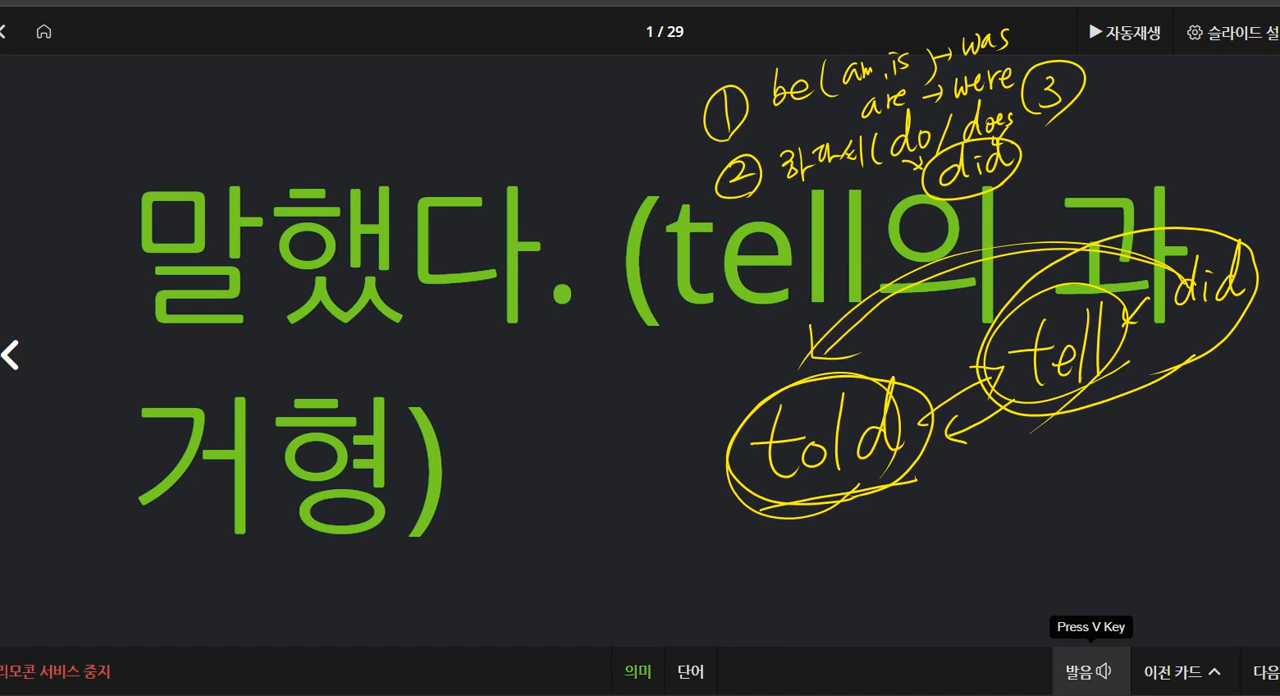 1 / 29
▶ 자동재생
슬라이드 설
① be ( am, is ) → was
are → were ③
② 하다씨 ( do / does
→ did
말했다. (tell의 과
거형)
did
tell
told
Press V Key
리모콘 서비스 중지
의미
단어
발음
이전 카드
다음